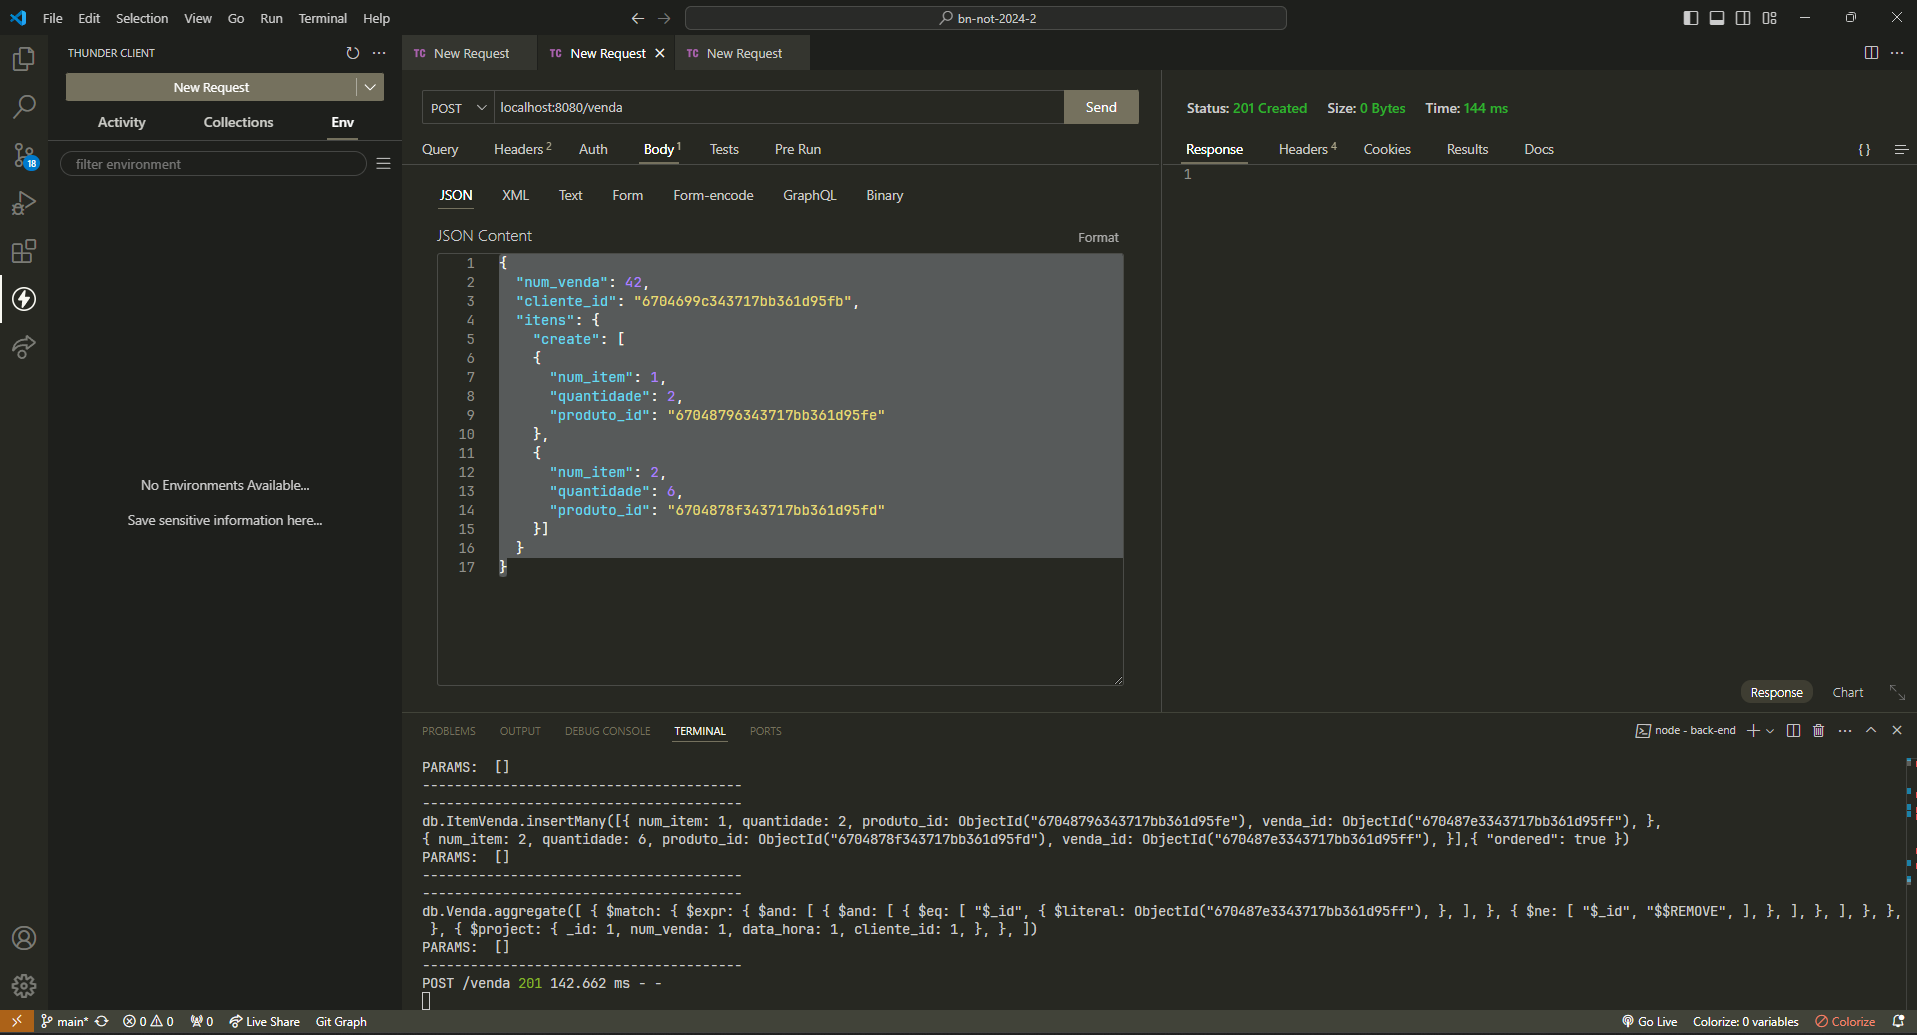 File Edit Selection View Go Run Terminal Help
bn-not-2024-2
THUNDER CLIENT
New Request
Activity Collections Env
filter environment
No Environments Available...
Save sensitive information here...
18
TC New Request TC New Request TC New Request
POST localhost:8080/venda Send
Query Headers 2 Auth Body 1 Tests Pre Run
JSON XML Text Form Form-encode GraphQL Binary
JSON Content Format
1 {
2 "num_venda": 42,
3 "cliente_id": "6704699c343717bb361d95fb",
4 "itens": {
5 "create": [
6 {
7 "num_item": 1,
8 "quantidade": 2,
9 "produto_id": "67048796343717bb361d95fe"
10 },
11 {
12 "num_item": 2,
13 "quantidade": 6,
14 "produto_id": "6704878f343717bb361d95fd"
15 }]
16 }
17 }
Status: 201 Created Size: 0 Bytes Time: 144 ms
Response Headers 4 Cookies Results Docs { }
1
Response Chart
PROBLEMS OUTPUT DEBUG CONSOLE TERMINAL PORTS
node - back-end
PARAMS: []
----------------------------------------
----------------------------------------
db.ItemVenda.insertMany([{ num_item: 1, quantidade: 2, produto_id: ObjectId("67048796343717bb361d95fe"), venda_id: ObjectId("670487e3343717bb361d95ff"), },
{ num_item: 2, quantidade: 6, produto_id: ObjectId("6704878f343717bb361d95fd"), venda_id: ObjectId("670487e3343717bb361d95ff"), }],{ "ordered": true })
PARAMS: []
----------------------------------------
----------------------------------------
db.Venda.aggregate([ { $match: { $expr: { $and: [ { $and: [ { $eq: [ "$_id", { $literal: ObjectId("670487e3343717bb361d95ff"), }, ], }, { $ne: [ "$_id", "$$REMOVE", ], }, ], }, ], }, },
}, { $project: { _id: 1, num_venda: 1, data_hora: 1, cliente_id: 1, }, }, ])
PARAMS: []
----------------------------------------
POST /venda 201 142.662 ms - -
main* 0 0 0 Live Share Git Graph Go Live Colorize: 0 variables Colorize